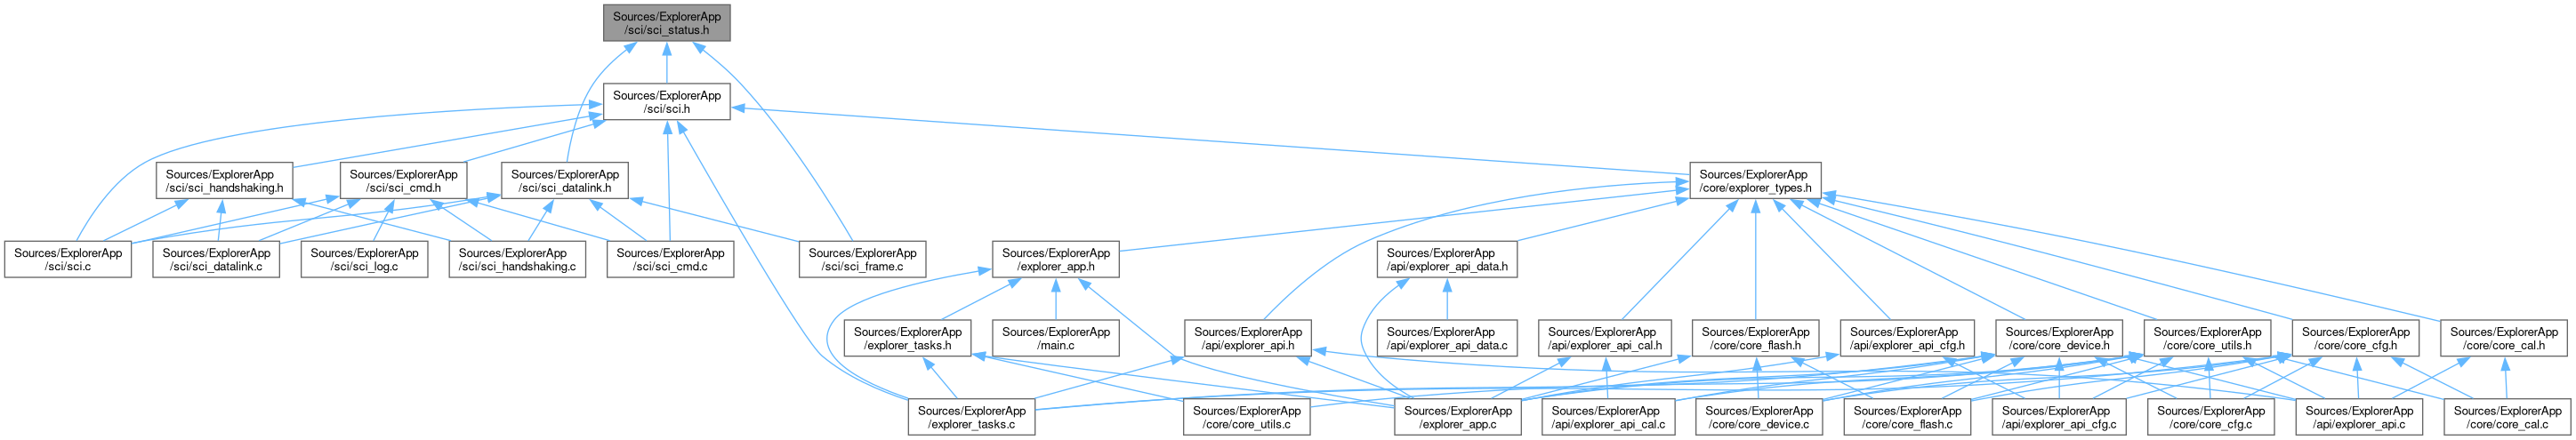 Sources/ExplorerApp
/sci/sci_status.h
Sources/ExplorerApp
/sci/sci.h
Sources/ExplorerApp
/sci/sci_handshaking.h
Sources/ExplorerApp
/sci/sci_cmd.h
Sources/ExplorerApp
/sci/sci_datalink.h
Sources/ExplorerApp
/core/explorer_types.h
Sources/ExplorerApp
/sci/sci.c
Sources/ExplorerApp
/sci/sci_datalink.c
Sources/ExplorerApp
/sci/sci_log.c
Sources/ExplorerApp
/sci/sci_handshaking.c
Sources/ExplorerApp
/sci/sci_cmd.c
Sources/ExplorerApp
/sci/sci_frame.c
Sources/ExplorerApp
/explorer_app.h
Sources/ExplorerApp
/api/explorer_api_data.h
Sources/ExplorerApp
/explorer_tasks.h
Sources/ExplorerApp
/main.c
Sources/ExplorerApp
/api/explorer_api.h
Sources/ExplorerApp
/api/explorer_api_data.c
Sources/ExplorerApp
/api/explorer_api_cal.h
Sources/ExplorerApp
/core/core_flash.h
Sources/ExplorerApp
/api/explorer_api_cfg.h
Sources/ExplorerApp
/core/core_device.h
Sources/ExplorerApp
/core/core_utils.h
Sources/ExplorerApp
/core/core_cfg.h
Sources/ExplorerApp
/core/core_cal.h
Sources/ExplorerApp
/explorer_tasks.c
Sources/ExplorerApp
/core/core_utils.c
Sources/ExplorerApp
/explorer_app.c
Sources/ExplorerApp
/api/explorer_api_cal.c
Sources/ExplorerApp
/core/core_device.c
Sources/ExplorerApp
/core/core_flash.c
Sources/ExplorerApp
/api/explorer_api_cfg.c
Sources/ExplorerApp
/core/core_cfg.c
Sources/ExplorerApp
/api/explorer_api.c
Sources/ExplorerApp
/core/core_cal.c